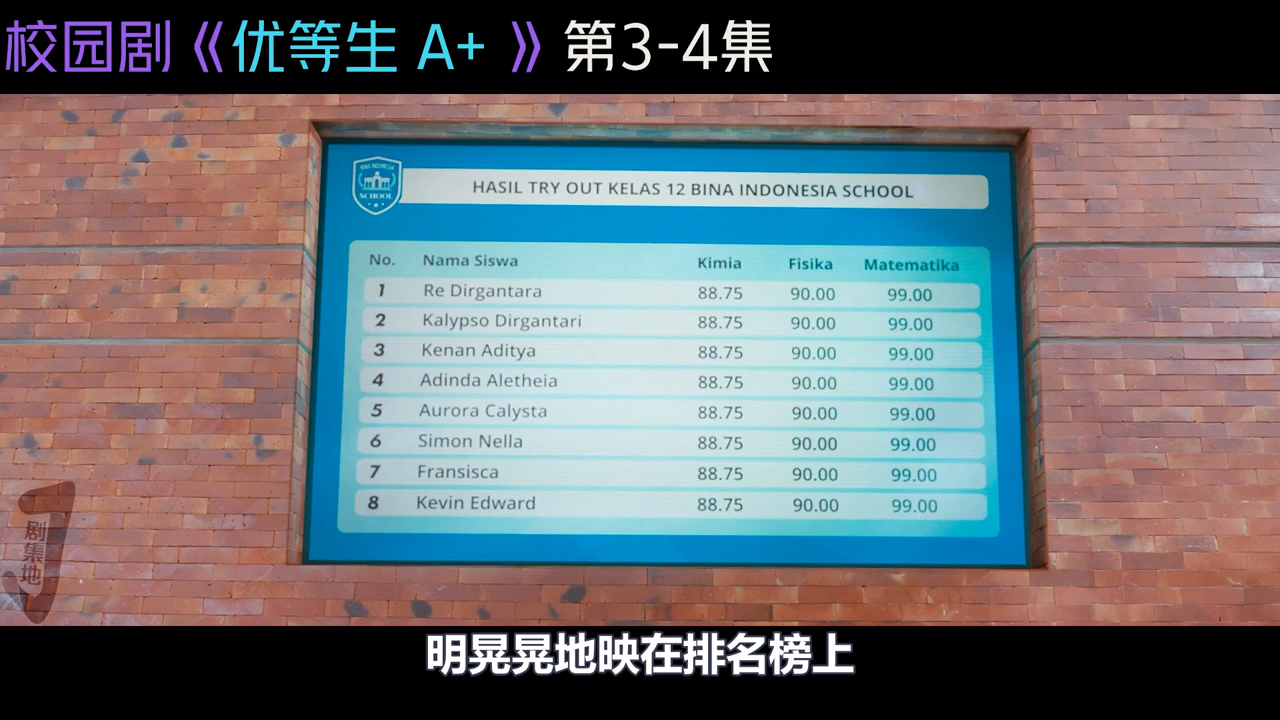 校园剧《优等生 A+ 》第3-4集
BINA INDONESIA
SCHOOL
HASIL TRY OUT KELAS 12 BINA INDONESIA SCHOOL
No. Nama Siswa Kimia Fisika Matematika
1 Re Dirgantara 88.75 90.00 99.00
2 Kalypso Dirgantari 88.75 90.00 99.00
3 Kenan Aditya 88.75 90.00 99.00
4 Adinda Aletheia 88.75 90.00 99.00
5 Aurora Calysta 88.75 90.00 99.00
6 Simon Nella 88.75 90.00 99.00
7 Fransisca 88.75 90.00 99.00
8 Kevin Edward 88.75 90.00 99.00
剧集地
明晃晃地映在排名榜上